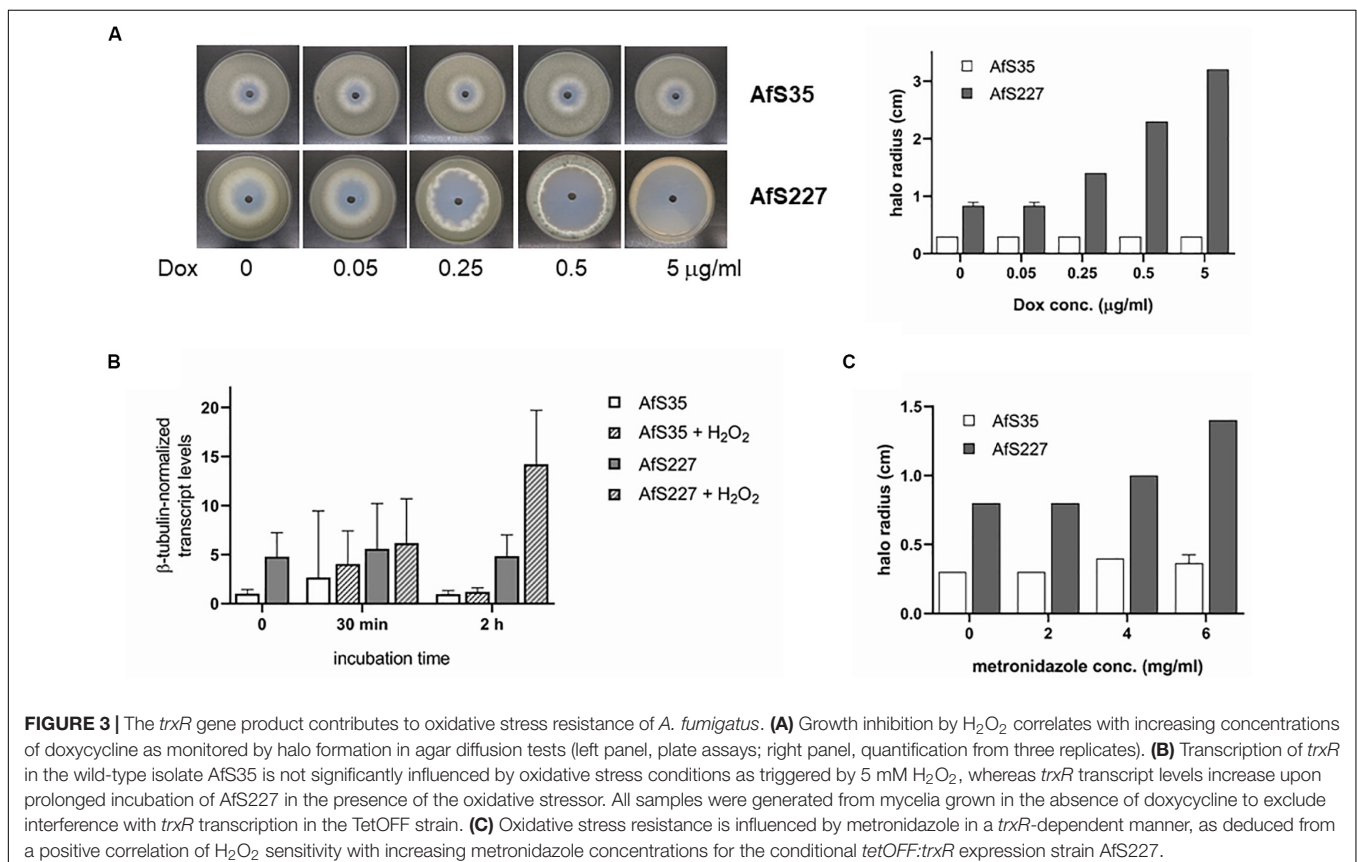 A
AfS35
AfS227
Dox 0 0.05 0.25 0.5 5 μg/ml
halo radius (cm)
3
2
1
0
AfS35
AfS227
0 0.05 0.25 0.5 5
Dox conc. (μg/ml)
B
β-tubulin-normalized
transcript levels
20
15
10
5
0
0 30 min 2 h
incubation time
AfS35
AfS35 + H₂O₂
AfS227
AfS227 + H₂O₂
C
halo radius (cm)
1.5
1.0
0.5
0.0
AfS35
AfS227
0 2 4 6
metronidazole conc. (mg/ml)
FIGURE 3 | The trxR gene product contributes to oxidative stress resistance of A. fumigatus. (A) Growth inhibition by H₂O₂ correlates with increasing concentrations
of doxycycline as monitored by halo formation in agar diffusion tests (left panel, plate assays; right panel, quantification from three replicates). (B) Transcription of trxR
in the wild-type isolate AfS35 is not significantly influenced by oxidative stress conditions as triggered by 5 mM H₂O₂, whereas trxR transcript levels increase upon
prolonged incubation of AfS227 in the presence of the oxidative stressor. All samples were generated from mycelia grown in the absence of doxycycline to exclude
interference with trxR transcription in the TetOFF strain. (C) Oxidative stress resistance is influenced by metronidazole in a trxR-dependent manner, as deduced from
a positive correlation of H₂O₂ sensitivity with increasing metronidazole concentrations for the conditional tetOFF:trxR expression strain AfS227.